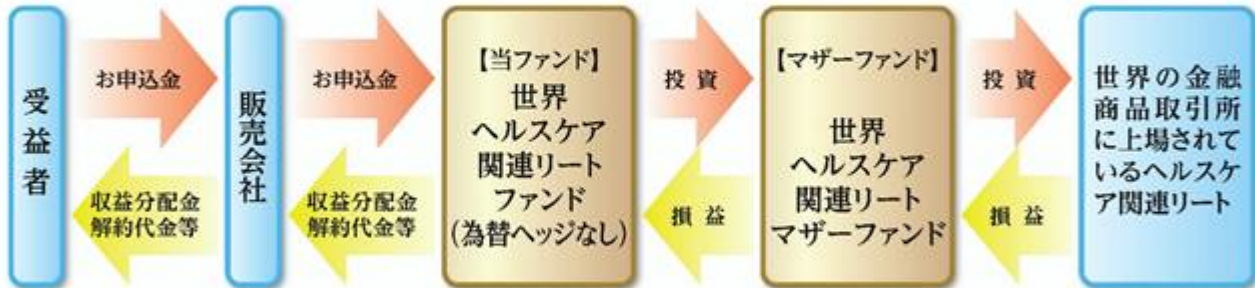 受益者
お申込金
収益分配金
解約代金等
販売会社
お申込金
収益分配金
解約代金等
【当ファンド】
世界
ヘルスケア
関連リート
ファンド
(為替ヘッジなし)
投資
損益
【マザーファンド】
世界
ヘルスケア
関連リート
マザーファンド
投資
損益
世界の金融
商品取引所
に上場されて
いるヘルスケ
ア関連リート